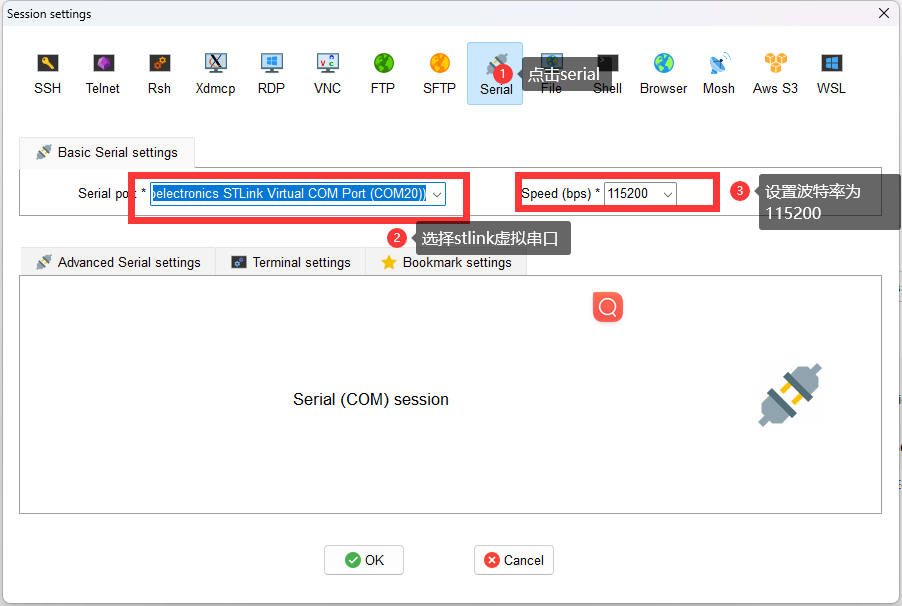 Session settings
SSH Telnet Rsh Xdmcp RDP VNC FTP SFTP Serial File Shell Browser Mosh Aws S3 WSL
1 点击serial
Basic Serial settings
Serial port * oelectronics STLink Virtual COM Port (COM20)) Speed (bps) * 115200
3 设置波特率为
115200
2 选择stlink虚拟串口
Advanced Serial settings Terminal settings Bookmark settings
Serial (COM) session
OK Cancel